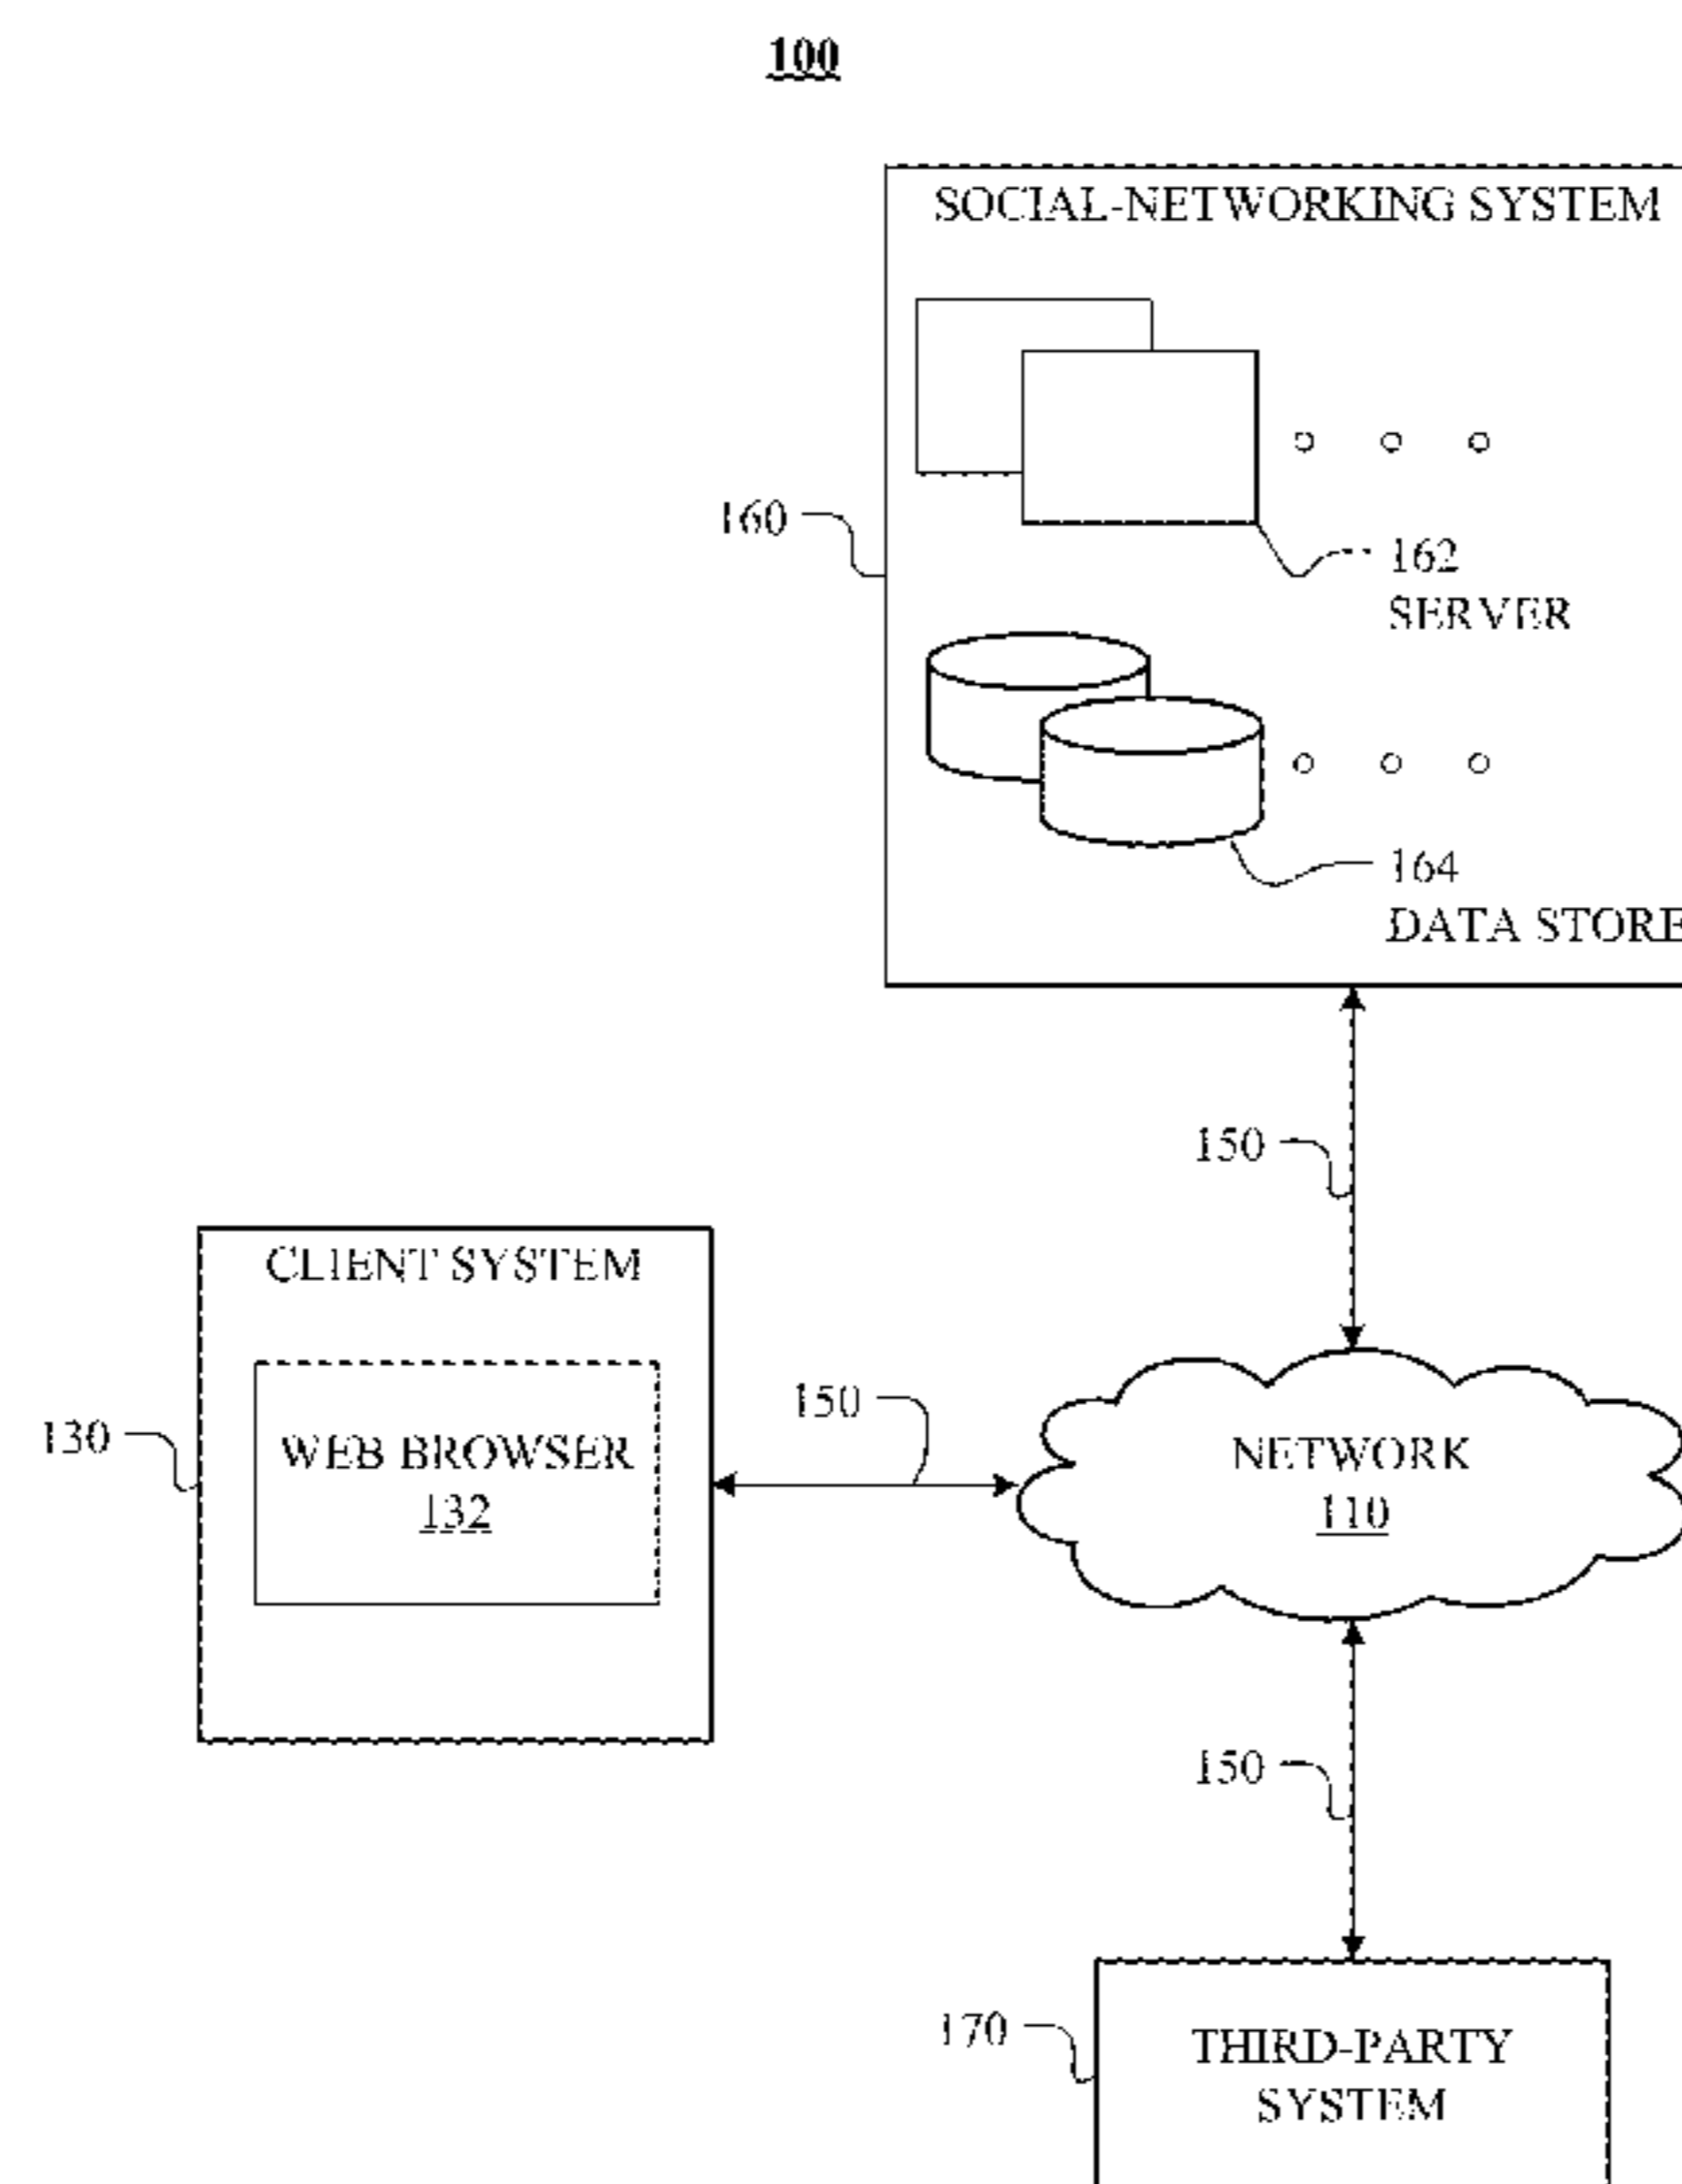 100
SOCIAL-NETWORKING SYSTEM
160
162
SERVER
164
DATA STORE
150
CLIENT SYSTEM
WEB BROWSER
132
130
150
NETWORK
110
150
170
THIRD-PARTY
SYSTEM